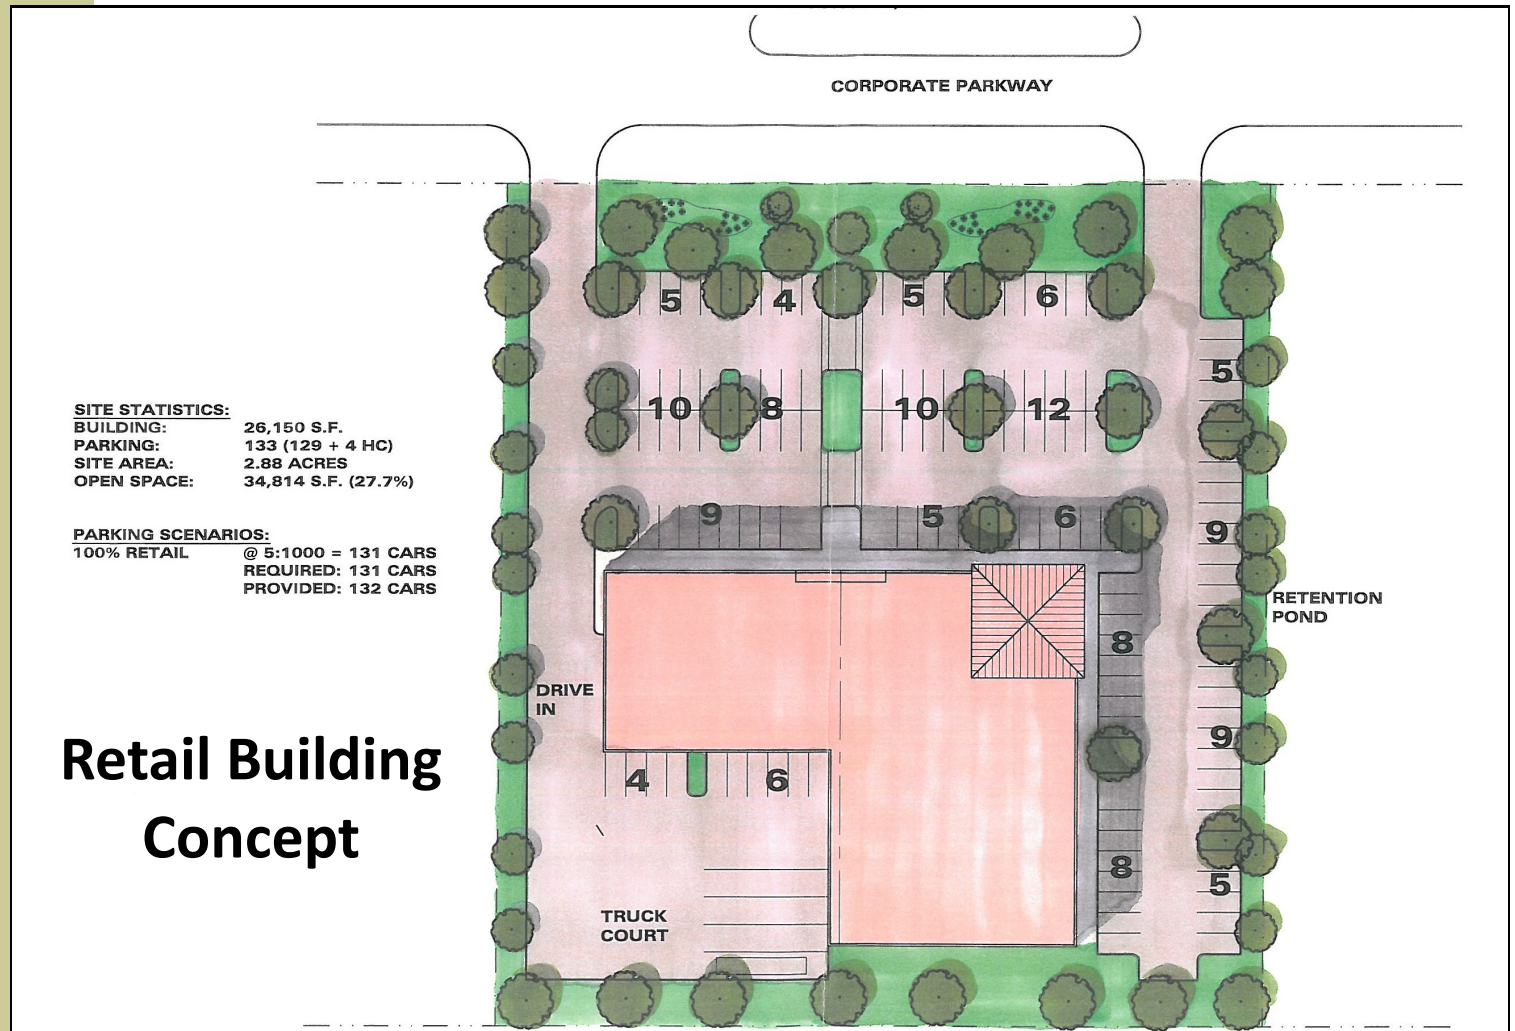 CORPORATE PARKWAY
5 4 5 6
5
10 8 10 12
SITE STATISTICS:
BUILDING: 26,150 S.F.
PARKING: 133 (129 + 4 HC)
SITE AREA: 2.88 ACRES
OPEN SPACE: 34,814 S.F. (27.7%)
9 5 6
9
PARKING SCENARIOS:
100% RETAIL @ 5:1000 = 131 CARS
REQUIRED: 131 CARS
PROVIDED: 132 CARS
RETENTION
POND
8
DRIVE
IN
9
Retail Building
Concept
4 6
8
5
TRUCK
COURT